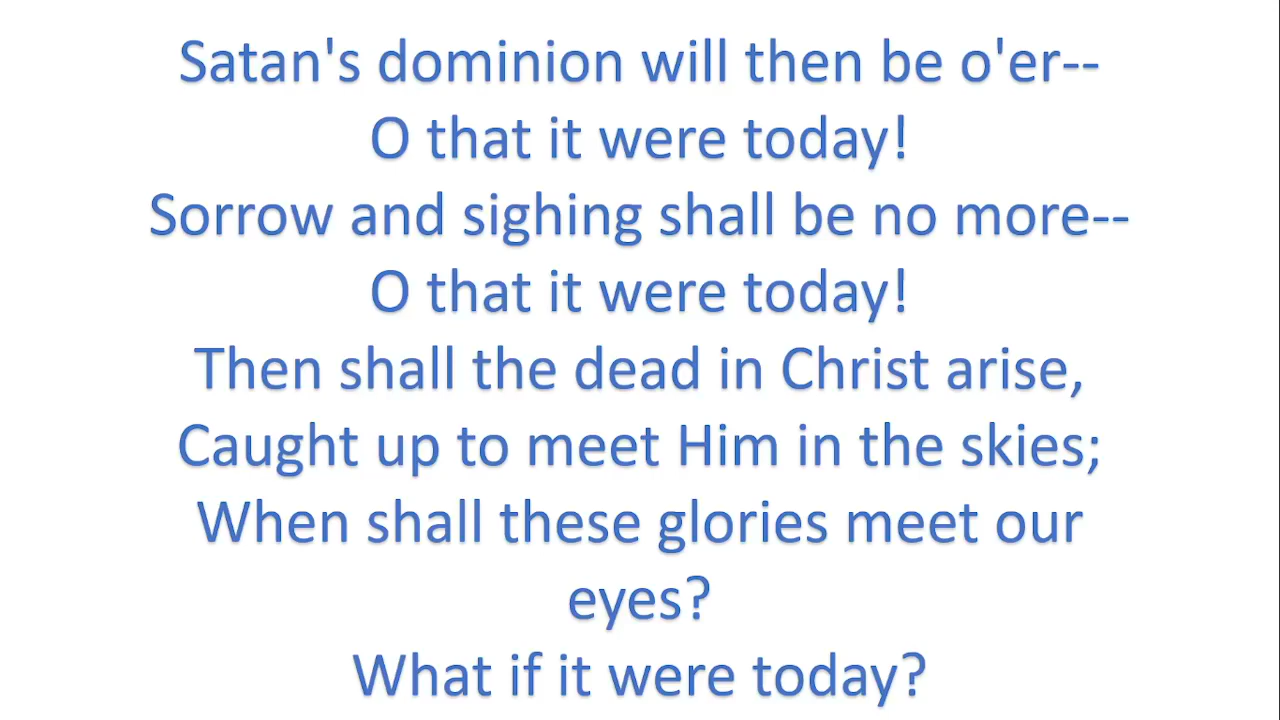 Satan's dominion will then be o'er--
O that it were today!
Sorrow and sighing shall be no more--
O that it were today!
Then shall the dead in Christ arise,
Caught up to meet Him in the skies;
When shall these glories meet our
eyes?
What if it were today?